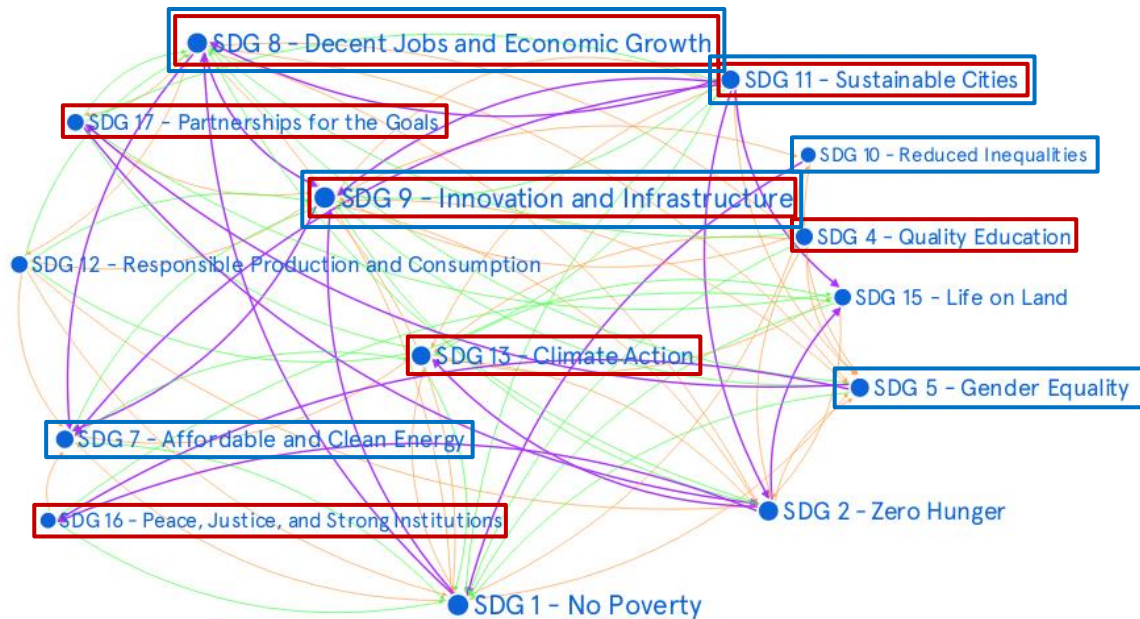 SDG 8 - Decent Jobs and Economic Growth
SDG 11 - Sustainable Cities
SDG 17 - Partnerships for the Goals
SDG 10 - Reduced Inequalities
SDG 9 - Innovation and Infrastructure
SDG 4 - Quality Education
SDG 12 - Responsible Production and Consumption
SDG 15 - Life on Land
SDG 13 - Climate Action
SDG 5 - Gender Equality
SDG 7 - Affordable and Clean Energy
SDG 2 - Zero Hunger
SDG 16 - Peace, Justice, and Strong Institutions
SDG 1 - No Poverty